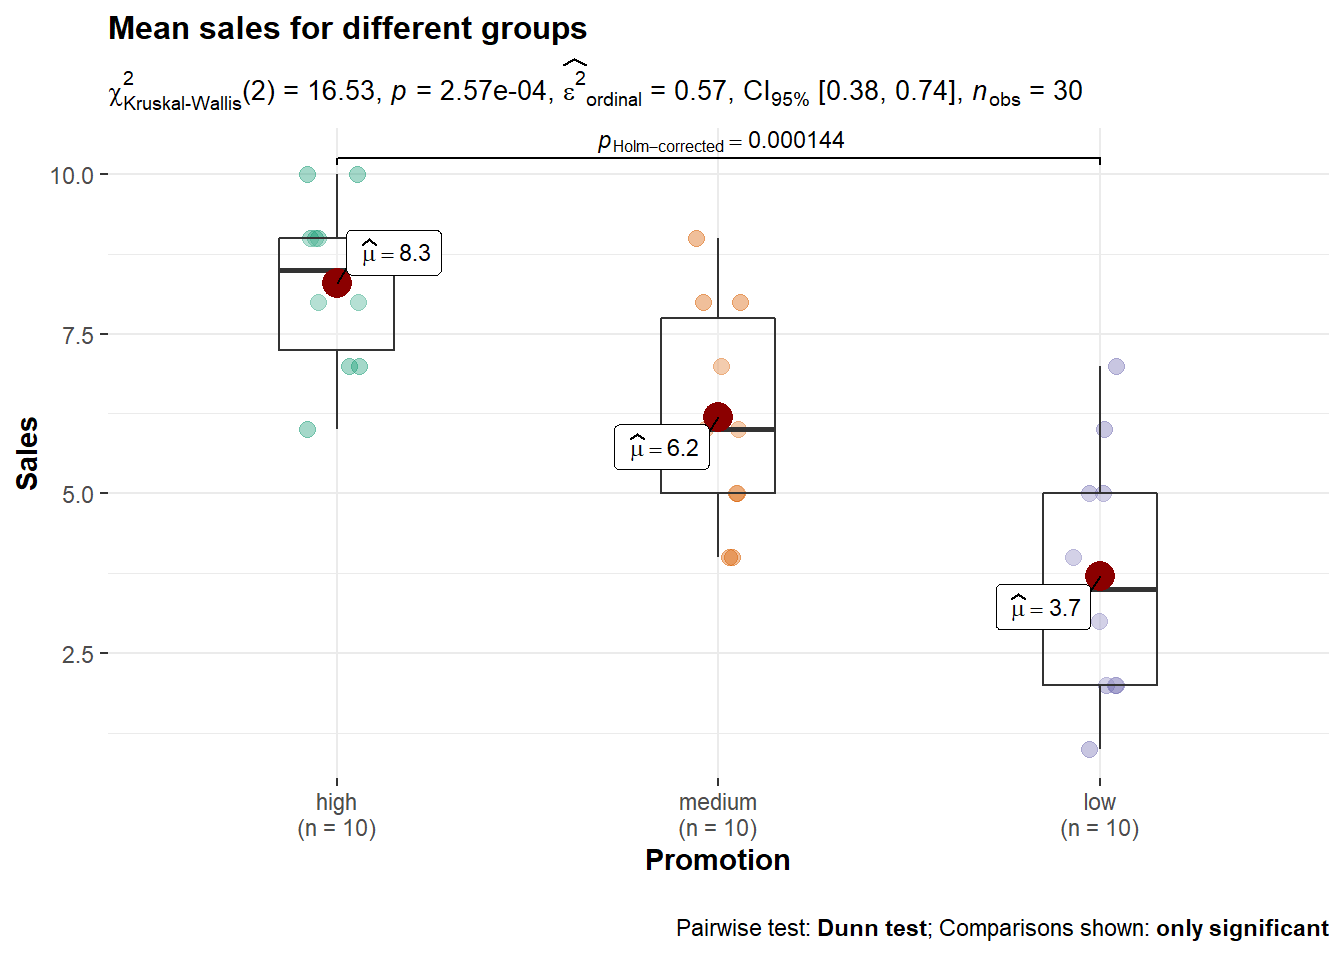 Mean sales for different groups
χ²Kruskal-Wallis(2) = 16.53, p = 2.57e-04, ε̂²ordinal = 0.57, CI95% [0.38, 0.74], nobs = 30
pHolm−corrected = 0.000144
10.0
7.5
5.0
2.5
Sales
μ̂ = 8.3
μ̂ = 6.2
μ̂ = 3.7
high
(n = 10)
medium
(n = 10)
low
(n = 10)
Promotion
Pairwise test: Dunn test; Comparisons shown: only significant